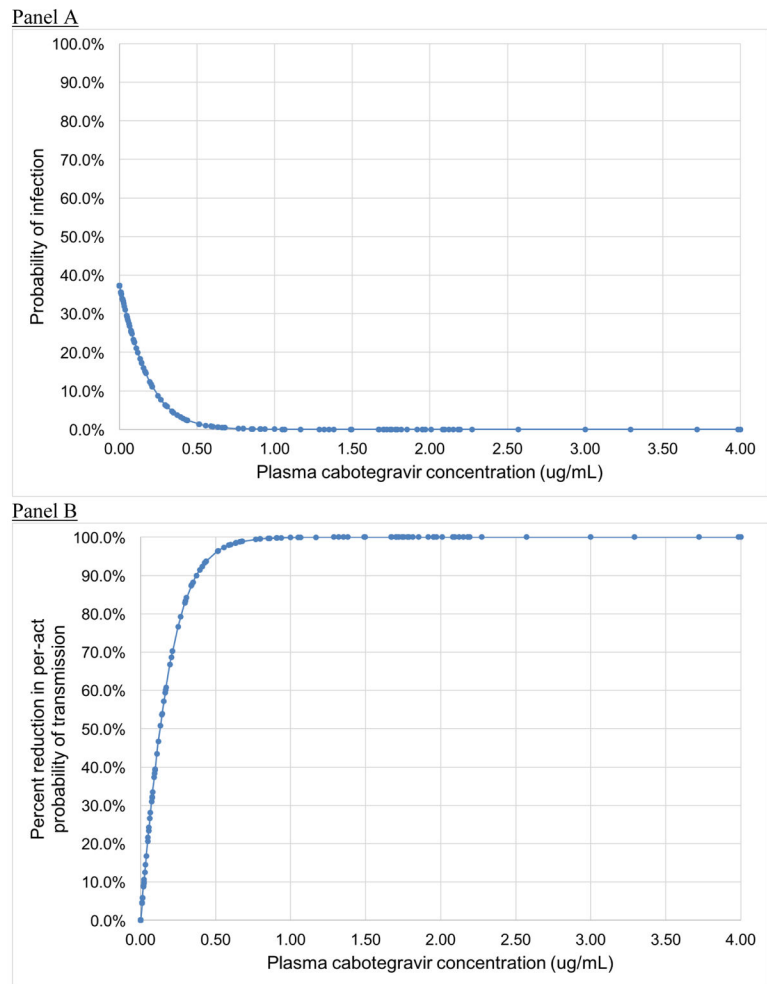 Panel A
100.0%
90.0%
80.0%
70.0%
60.0%
50.0%
40.0%
30.0%
20.0%
10.0%
0.0%
Probability of infection
0.00 0.50 1.00 1.50 2.00 2.50 3.00 3.50 4.00
Plasma cabotegravir concentration (ug/mL)
Panel B
100.0%
90.0%
80.0%
70.0%
60.0%
50.0%
40.0%
30.0%
20.0%
10.0%
0.0%
Percent reduction in per-act
probability of transmission
0.00 0.50 1.00 1.50 2.00 2.50 3.00 3.50 4.00
Plasma cabotegravir concentration (ug/mL)